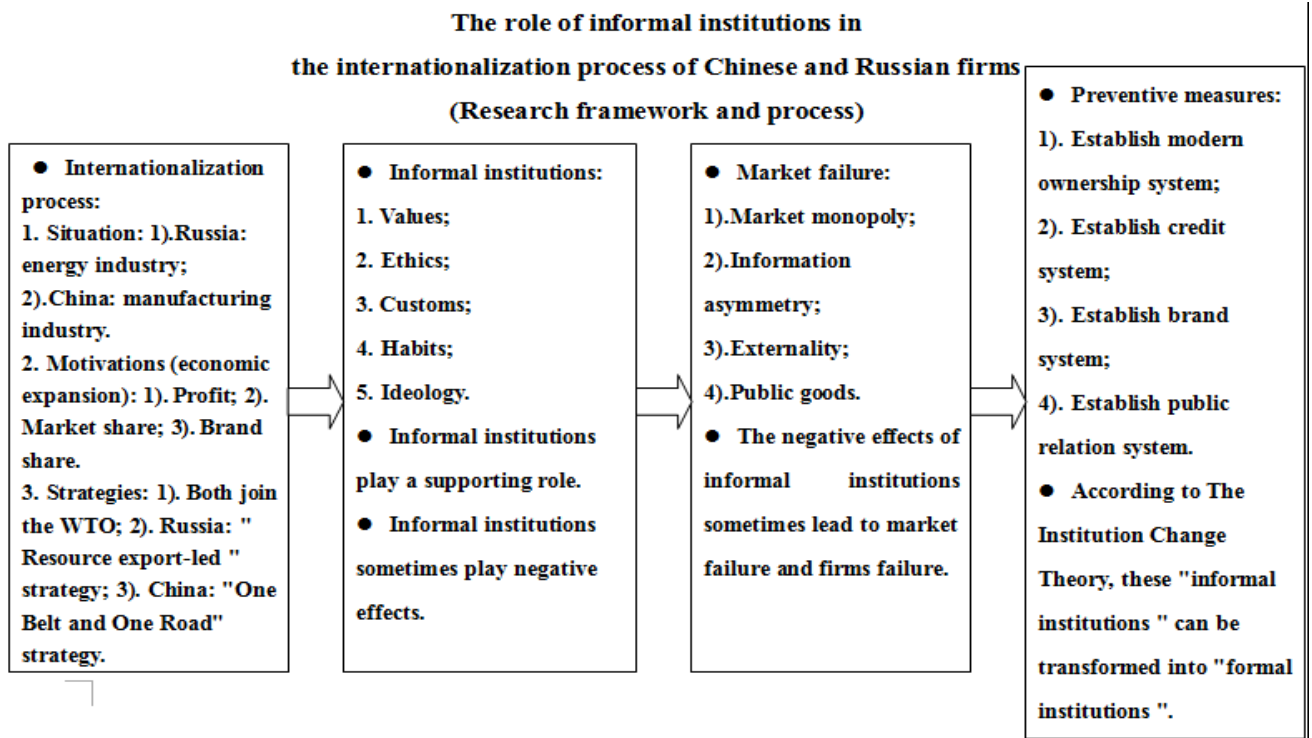 The role of informal institutions in
the internationalization process of Chinese and Russian firms
(Research framework and process)
● Internationalization
process:
1. Situation: 1).Russia:
energy industry;
2).China: manufacturing
industry.
2. Motivations (economic
expansion): 1). Profit; 2).
Market share; 3). Brand
share.
3. Strategies: 1). Both join
the WTO; 2). Russia: "
Resource export-led "
strategy; 3). China: "One
Belt and One Road"
strategy.
● Informal institutions:
1. Values;
2. Ethics;
3. Customs;
4. Habits;
5. Ideology.
● Informal institutions
play a supporting role.
● Informal institutions
sometimes play negative
effects.
● Market failure:
1).Market monopoly;
2).Information
asymmetry;
3).Externality;
4).Public goods.
● The negative effects of
informal institutions
sometimes lead to market
failure and firms failure.
● Preventive measures:
1). Establish modern
ownership system;
2). Establish credit
system;
3). Establish brand
system;
4). Establish public
relation system.
● According to The
Institution Change
Theory, these "informal
institutions " can be
transformed into "formal
institutions ".